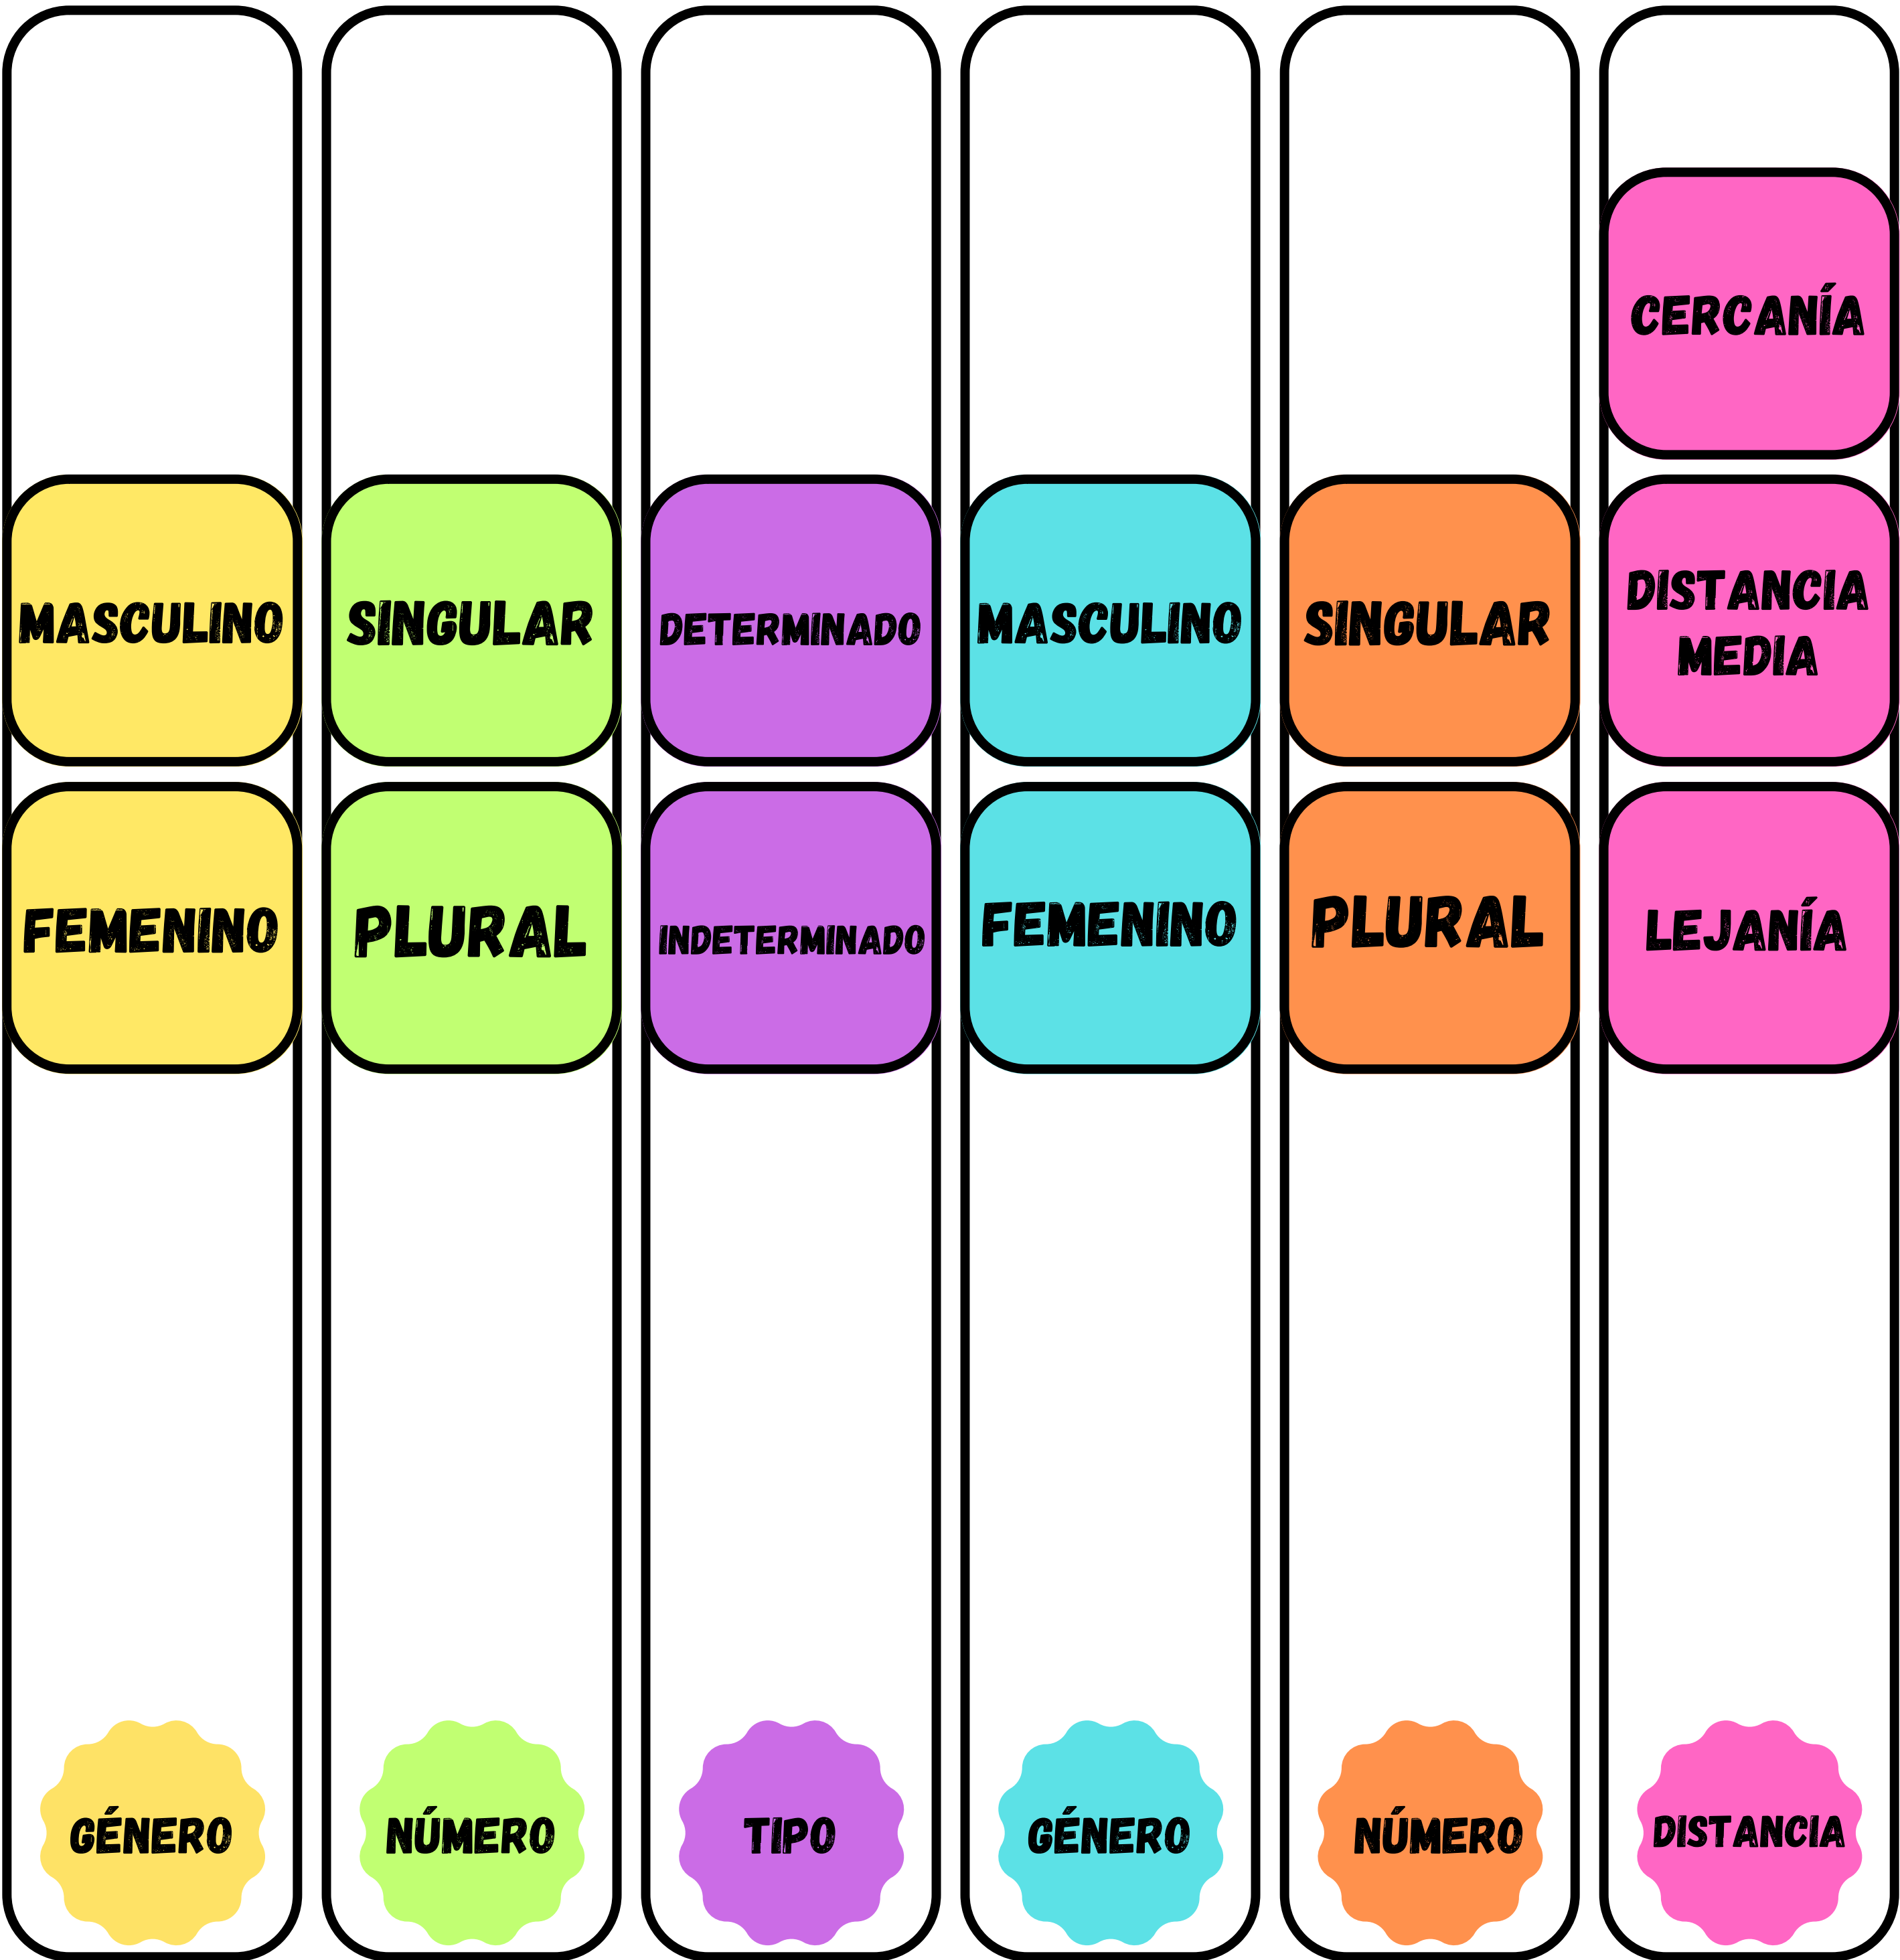 CERCANÍA
MASCULINO
SINGULAR
DETERMINADO
MASCULINO
SINGULAR
DISTANCIA
MEDIA
FEMENINO
PLURAL
INDETERMINADO
FEMENINO
PLURAL
LEJANÍA
GÉNERO
NÚMERO
TIPO
GÉNERO
NÚMERO
DISTANCIA